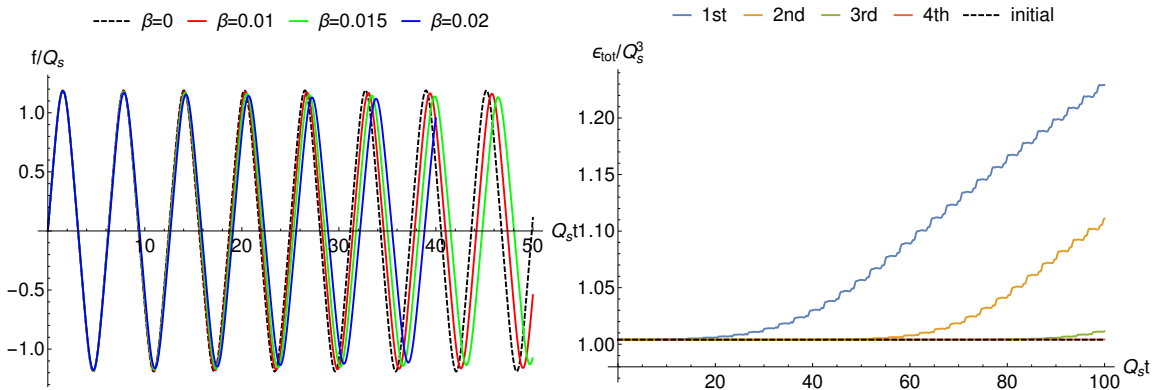 β=0 β=0.01 β=0.015 β=0.02
f/Qs
1.0
0.5
-0.5
-1.0
10 20 30 40 50
Qst
1st 2nd 3rd 4th initial
ϵtot/Qs^3
1.20
1.15
1.10
1.05
1.00
20 40 60 80 100
Qst